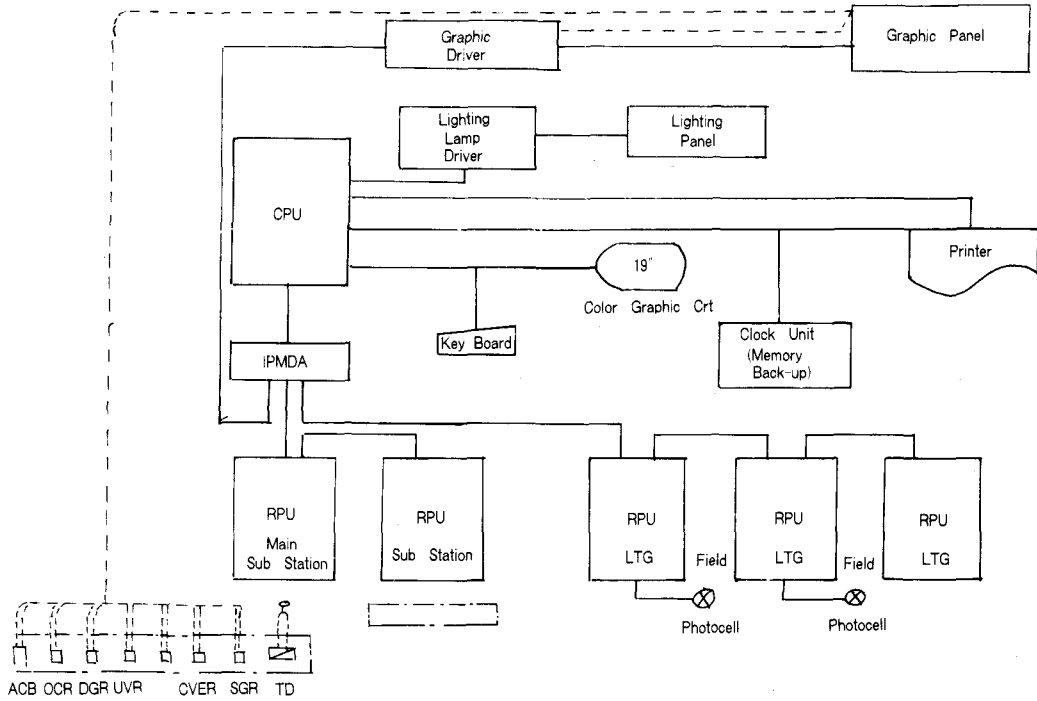 Graphic
Driver
Graphic Panel
Lighting
Lamp
Driver
Lighting
Panel
CPU
19"
Color Graphic Crt
Printer
Key Board
Clock Unit
(Memory
Back-up)
IPMDA
RPU
Main
Sub Station
RPU
Sub Station
RPU
LTG
Field
Photocell
RPU
LTG
Field
Photocell
RPU
LTG
ACB OCR DGR UVR CVER SGR TD